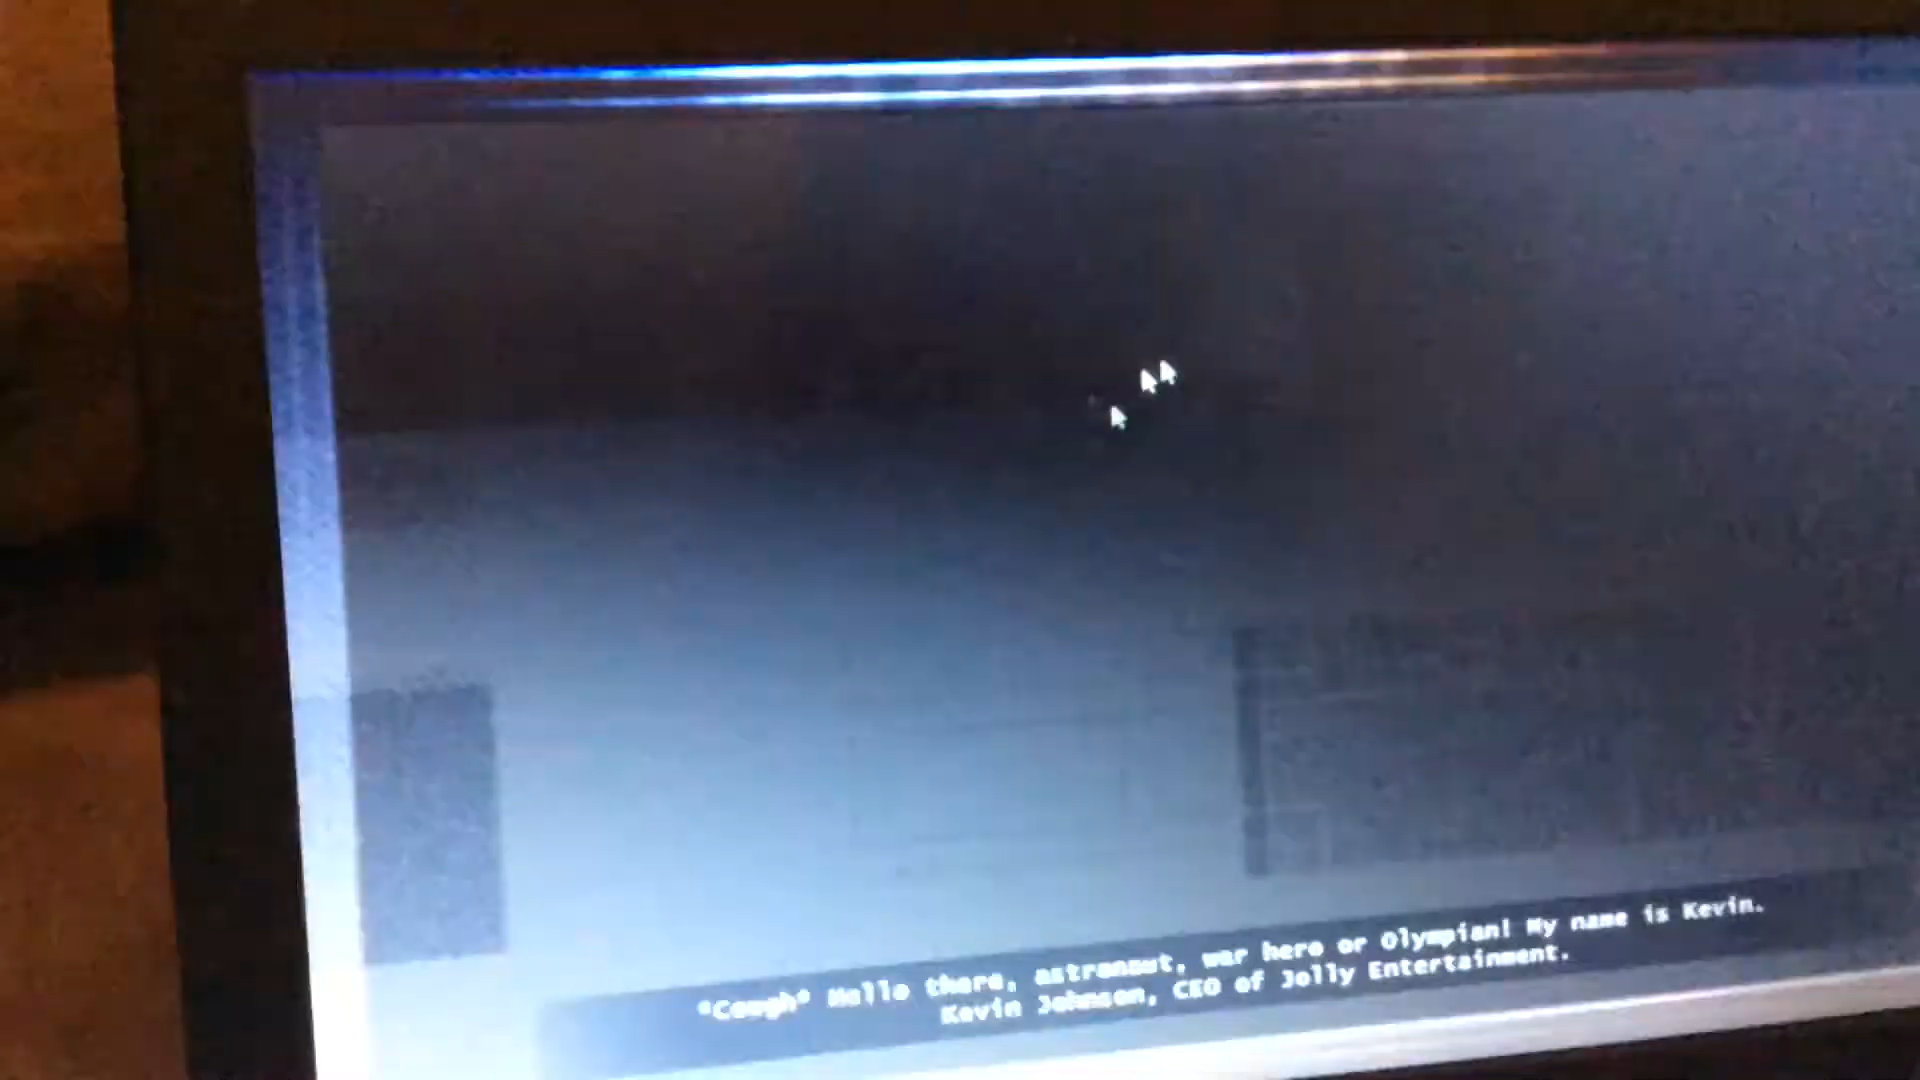 *Cough* Hello there, astronaut, war hero or Olympian! My name is Kevin.
Kevin Johnson, CEO of Jolly Entertainment.